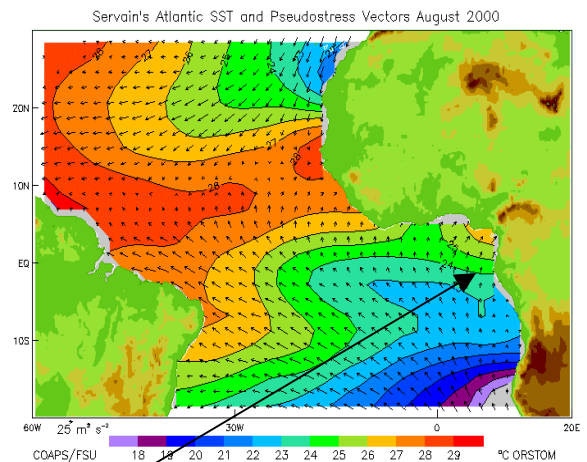 Servain's Atlantic SST and Pseudostress Vectors August 2000
28 27 26 24 23
20N
27
28
10N
28
25
EQ
24
10S
60W 30W 0 20E
25 m² s⁻²
COAPS/FSU 18 19 20 21 22 23 24 25 26 27 28 29 °C ORSTOM